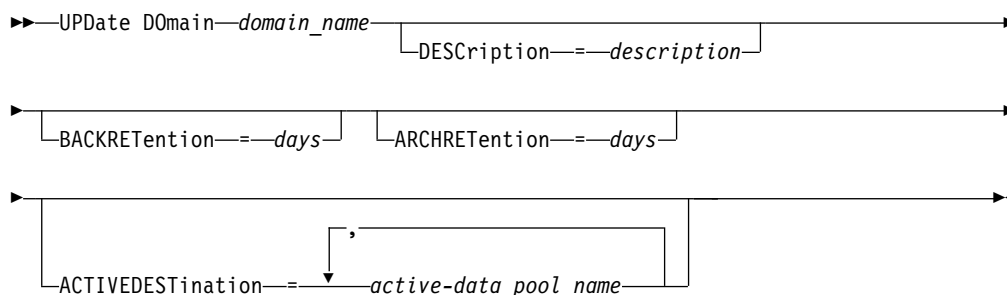 UPDate DOmain domain_name
DESCription = description
BACKRETention = days ARCHRETention = days
,
ACTIVEDESTination = active-data pool name